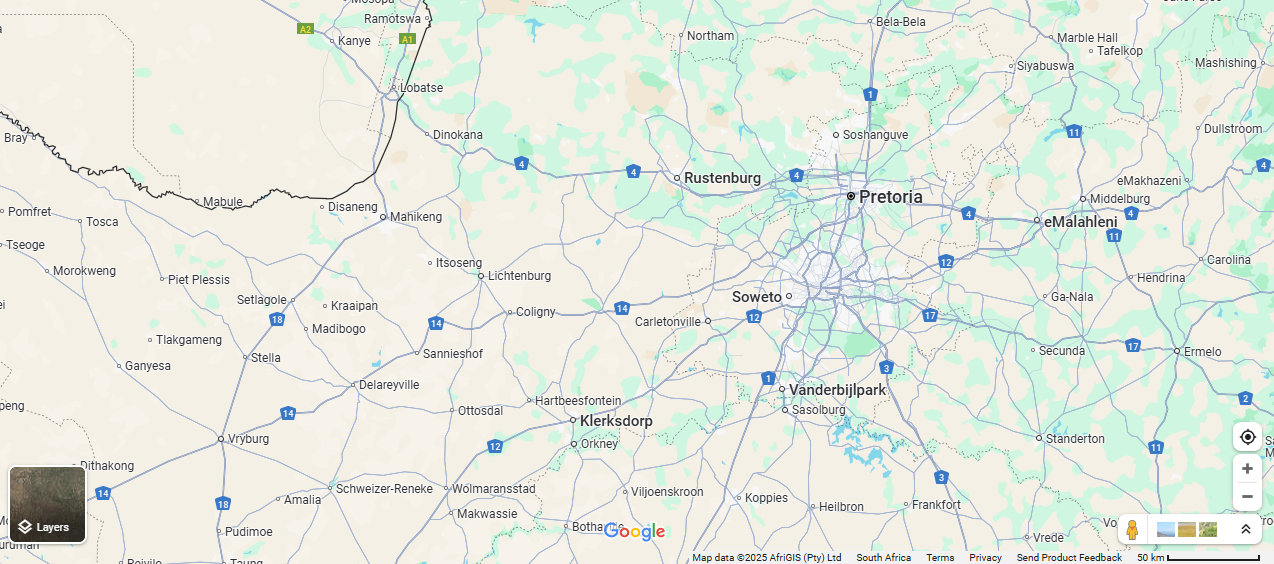 Mosopa
Ramotswa
A2
A1
Kanye
Northam
Bela-Bela
Marble Hall
Tafelkop
Siyabuswa
Mashishing
Lobatse
1
Bray
Dinokana
Soshanguve
11
Dullstroom
4
4
4
4
Rustenburg
Pretoria
eMakhazeni
Middelburg
Pomfret
Mabule
Disaneng
Mahikeng
4
4
Tosca
eMalahleni
11
Tseoge
Itsoseng
12
Carolina
Morokweng
Piet Plessis
Lichtenburg
Hendrina
Setlagole
Kraaipan
Soweto
Ga-Nala
18
Madibogo
14
Coligny
14
Carletonville
12
17
Tlakgameng
Stella
Sannieshof
Secunda
17
Ermelo
Ganyesa
Delareyville
1
3
Vanderbijlpark
2
14
Ottosdal
Hartbeesfontein
Sasolburg
Klerksdorp
Vryburg
12
Orkney
Standerton
11
Dithakong
14
18
Amalia
Schweizer-Reneke
Wolmaransstad
Viljoenskroon
Koppies
3
Heilbron
Frankfort
Pudimoe
Makwassie
Vrede
Taung
Layers
Google
Map data ©2025 AfriGIS (Pty) Ltd
South Africa
Terms
Privacy
Send Product Feedback
50 km